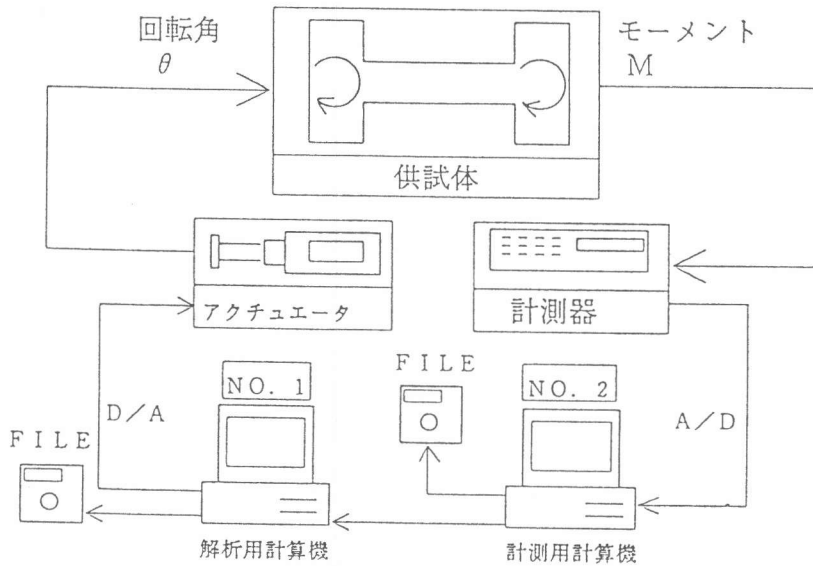 回転角
θ
モーメント
M
供試体
アクチュエータ
計測器
FILE
NO. 1
NO. 2
D/A
A/D
FILE
解析用計算機
計測用計算機